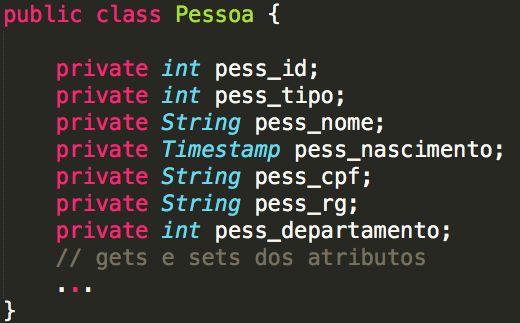 public class Pessoa {
private int pess_id;
private int pess_tipo;
private String pess_nome;
private Timestamp pess_nascimento;
private String pess_cpf;
private String pess_rg;
private int pess_departamento;
// gets e sets dos atributos
...
}